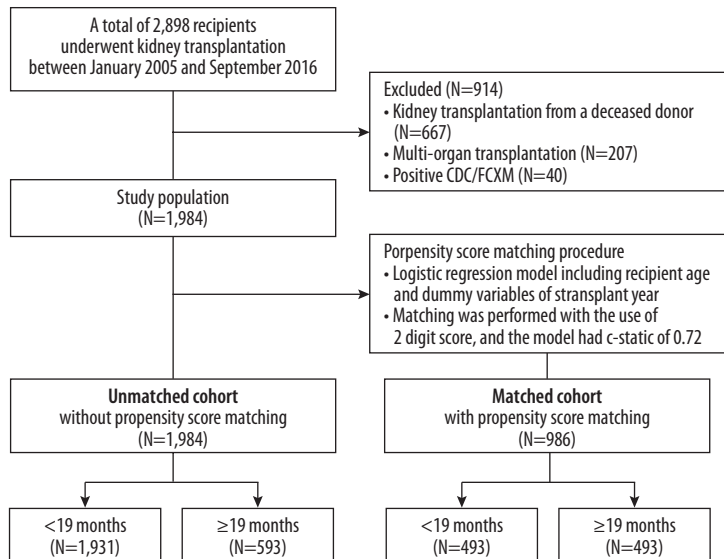 A total of 2,898 recipients
underwent kidney transplantation
between January 2005 and September 2016
Excluded (N=914)
• Kidney transplantation from a deceased donor
(N=667)
• Multi-organ transplantation (N=207)
• Positive CDC/FCXM (N=40)
Study population
(N=1,984)
Porpensity score matching procedure
• Logistic regression model including recipient age
and dummy variables of stransplant year
• Matching was performed with the use of
2 digit score, and the model had c-static of 0.72
Unmatched cohort
without propensity score matching
(N=1,984)
Matched cohort
with propensity score matching
(N=986)
<19 months
(N=1,931)
≥19 months
(N=593)
<19 months
(N=493)
≥19 months
(N=493)